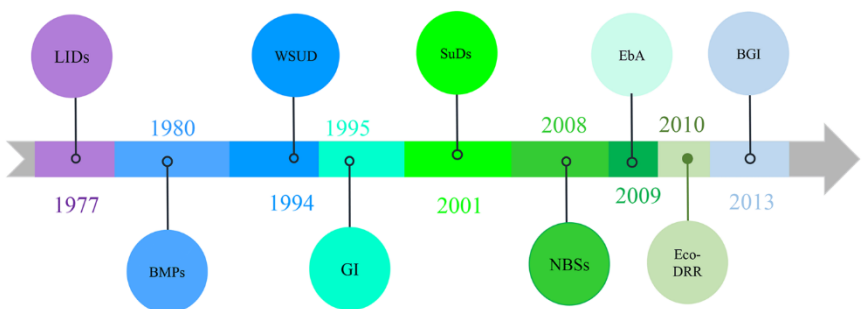 LIDs
WSUD
SuDs
EbA
BGI
1980
1995
2008
2010
1977
1994
2001
2009
2013
BMPs
GI
NBSs
Eco-
DRR